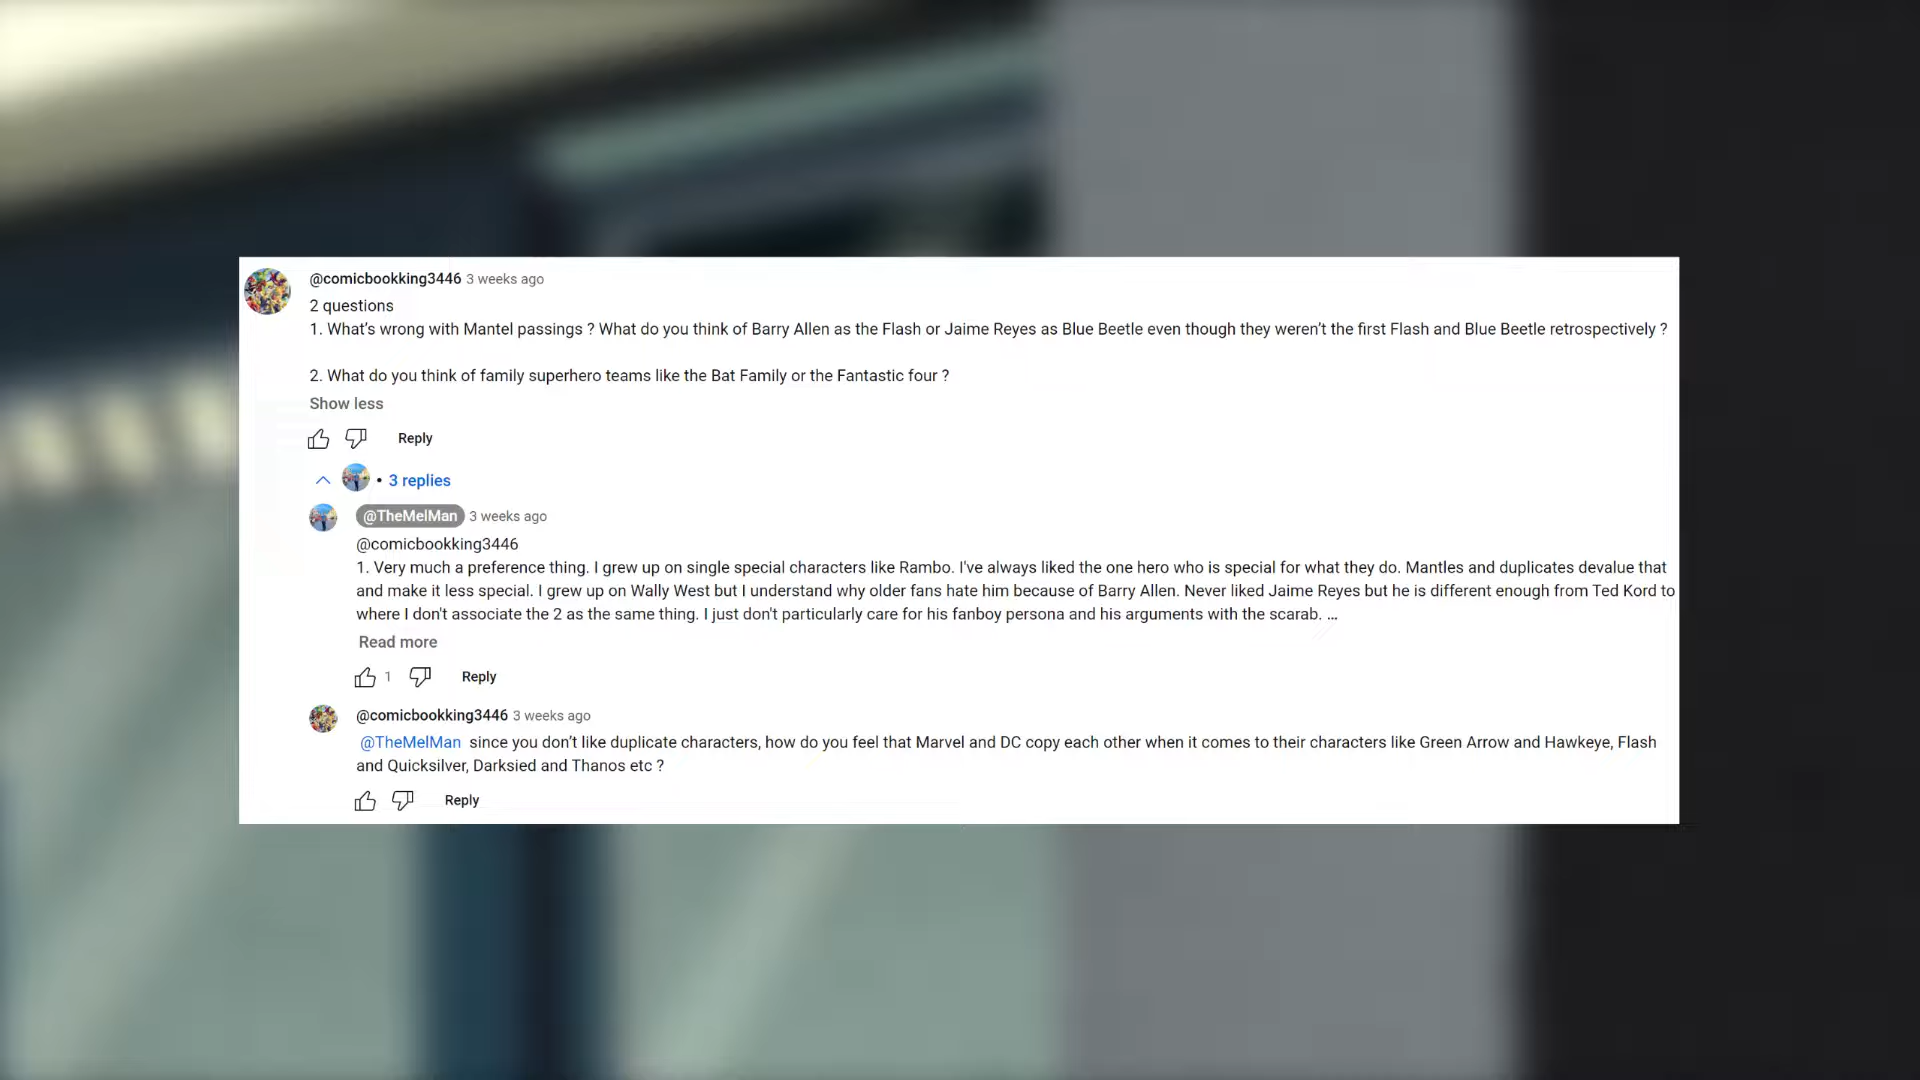 @comicbookking3446 3 weeks ago
2 questions
1. What’s wrong with Mantel passings ? What do you think of Barry Allen as the Flash or Jaime Reyes as Blue Beetle even though they weren’t the first Flash and Blue Beetle retrospectively ?
2. What do you think of family superhero teams like the Bat Family or the Fantastic four ?
Show less
Reply
• 3 replies
@TheMelMan 3 weeks ago
@comicbookking3446
1. Very much a preference thing. I grew up on single special characters like Rambo. I've always liked the one hero who is special for what they do. Mantles and duplicates devalue that
and make it less special. I grew up on Wally West but I understand why older fans hate him because of Barry Allen. Never liked Jaime Reyes but he is different enough from Ted Kord to
where I don't associate the 2 as the same thing. I just don't particularly care for his fanboy persona and his arguments with the scarab. ...
Read more
1 Reply
@comicbookking3446 3 weeks ago
@TheMelMan since you don’t like duplicate characters, how do you feel that Marvel and DC copy each other when it comes to their characters like Green Arrow and Hawkeye, Flash
and Quicksilver, Darksied and Thanos etc ?
Reply